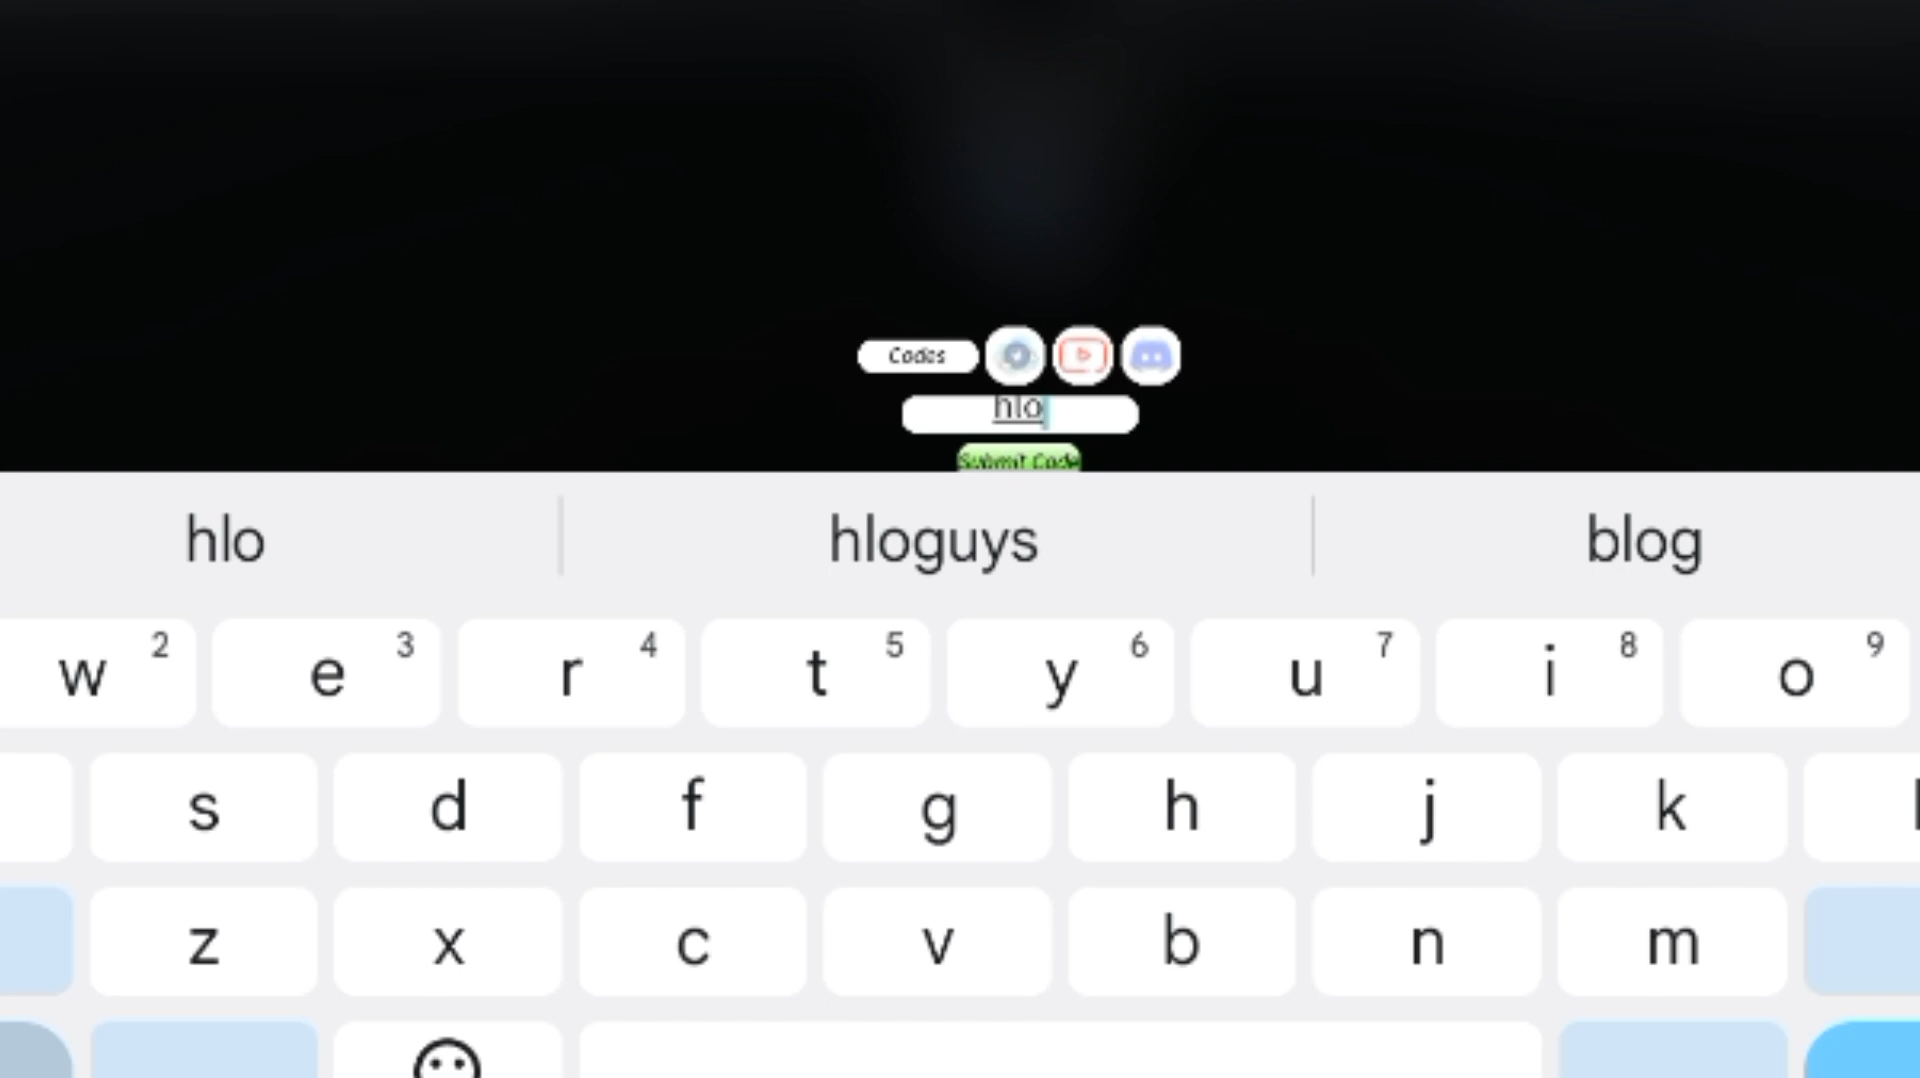 Codes
hlo
Submit Code
hlo hloguys blog
w 2 e 3 r 4 t 5 y 6 u 7 i 8 o 9
s d f g h j k
z x c v b n m